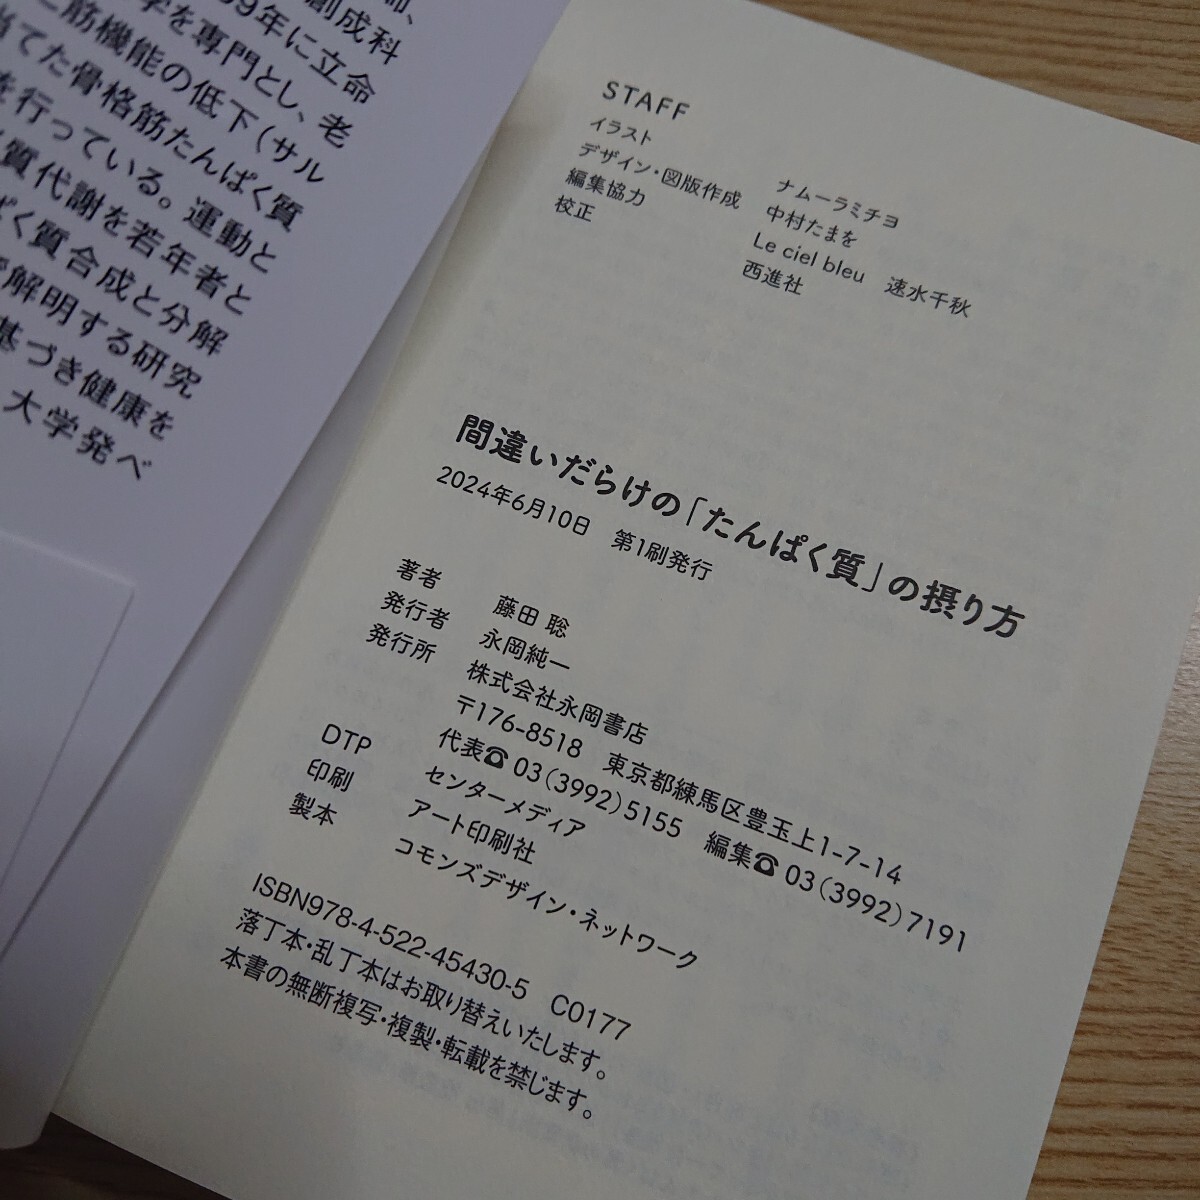 創成科
99年に立命
学を専門とし、老
筋機能の低下(サル
当てた骨格筋たんぱく質
を行っている。運動と
質代謝を若年者と
ぱく質合成と分解
で解明する研究
基づき健康を
大学発ベ
STAFF
イラスト ナムーラミチヨ
デザイン・図版作成 中村たまを
編集協力 Le ciel bleu 速水千秋
校正 西進社
間違いだらけの「たんぱく質」の摂り方
2024年6月10日 第1刷発行
著者 藤田 聡
発行者 永岡純一
発行所 株式会社永岡書店
〒176-8518 東京都練馬区豊玉上1-7-14
代表☎03(3992)5155 編集☎03(3992)7191
DTP センターメディア
印刷 アート印刷社
製本 コモンズデザイン・ネットワーク
ISBN978-4-522-45430-5 C0177
落丁本・乱丁本はお取り替えいたします。
本書の無断複写・複製・転載を禁じます。